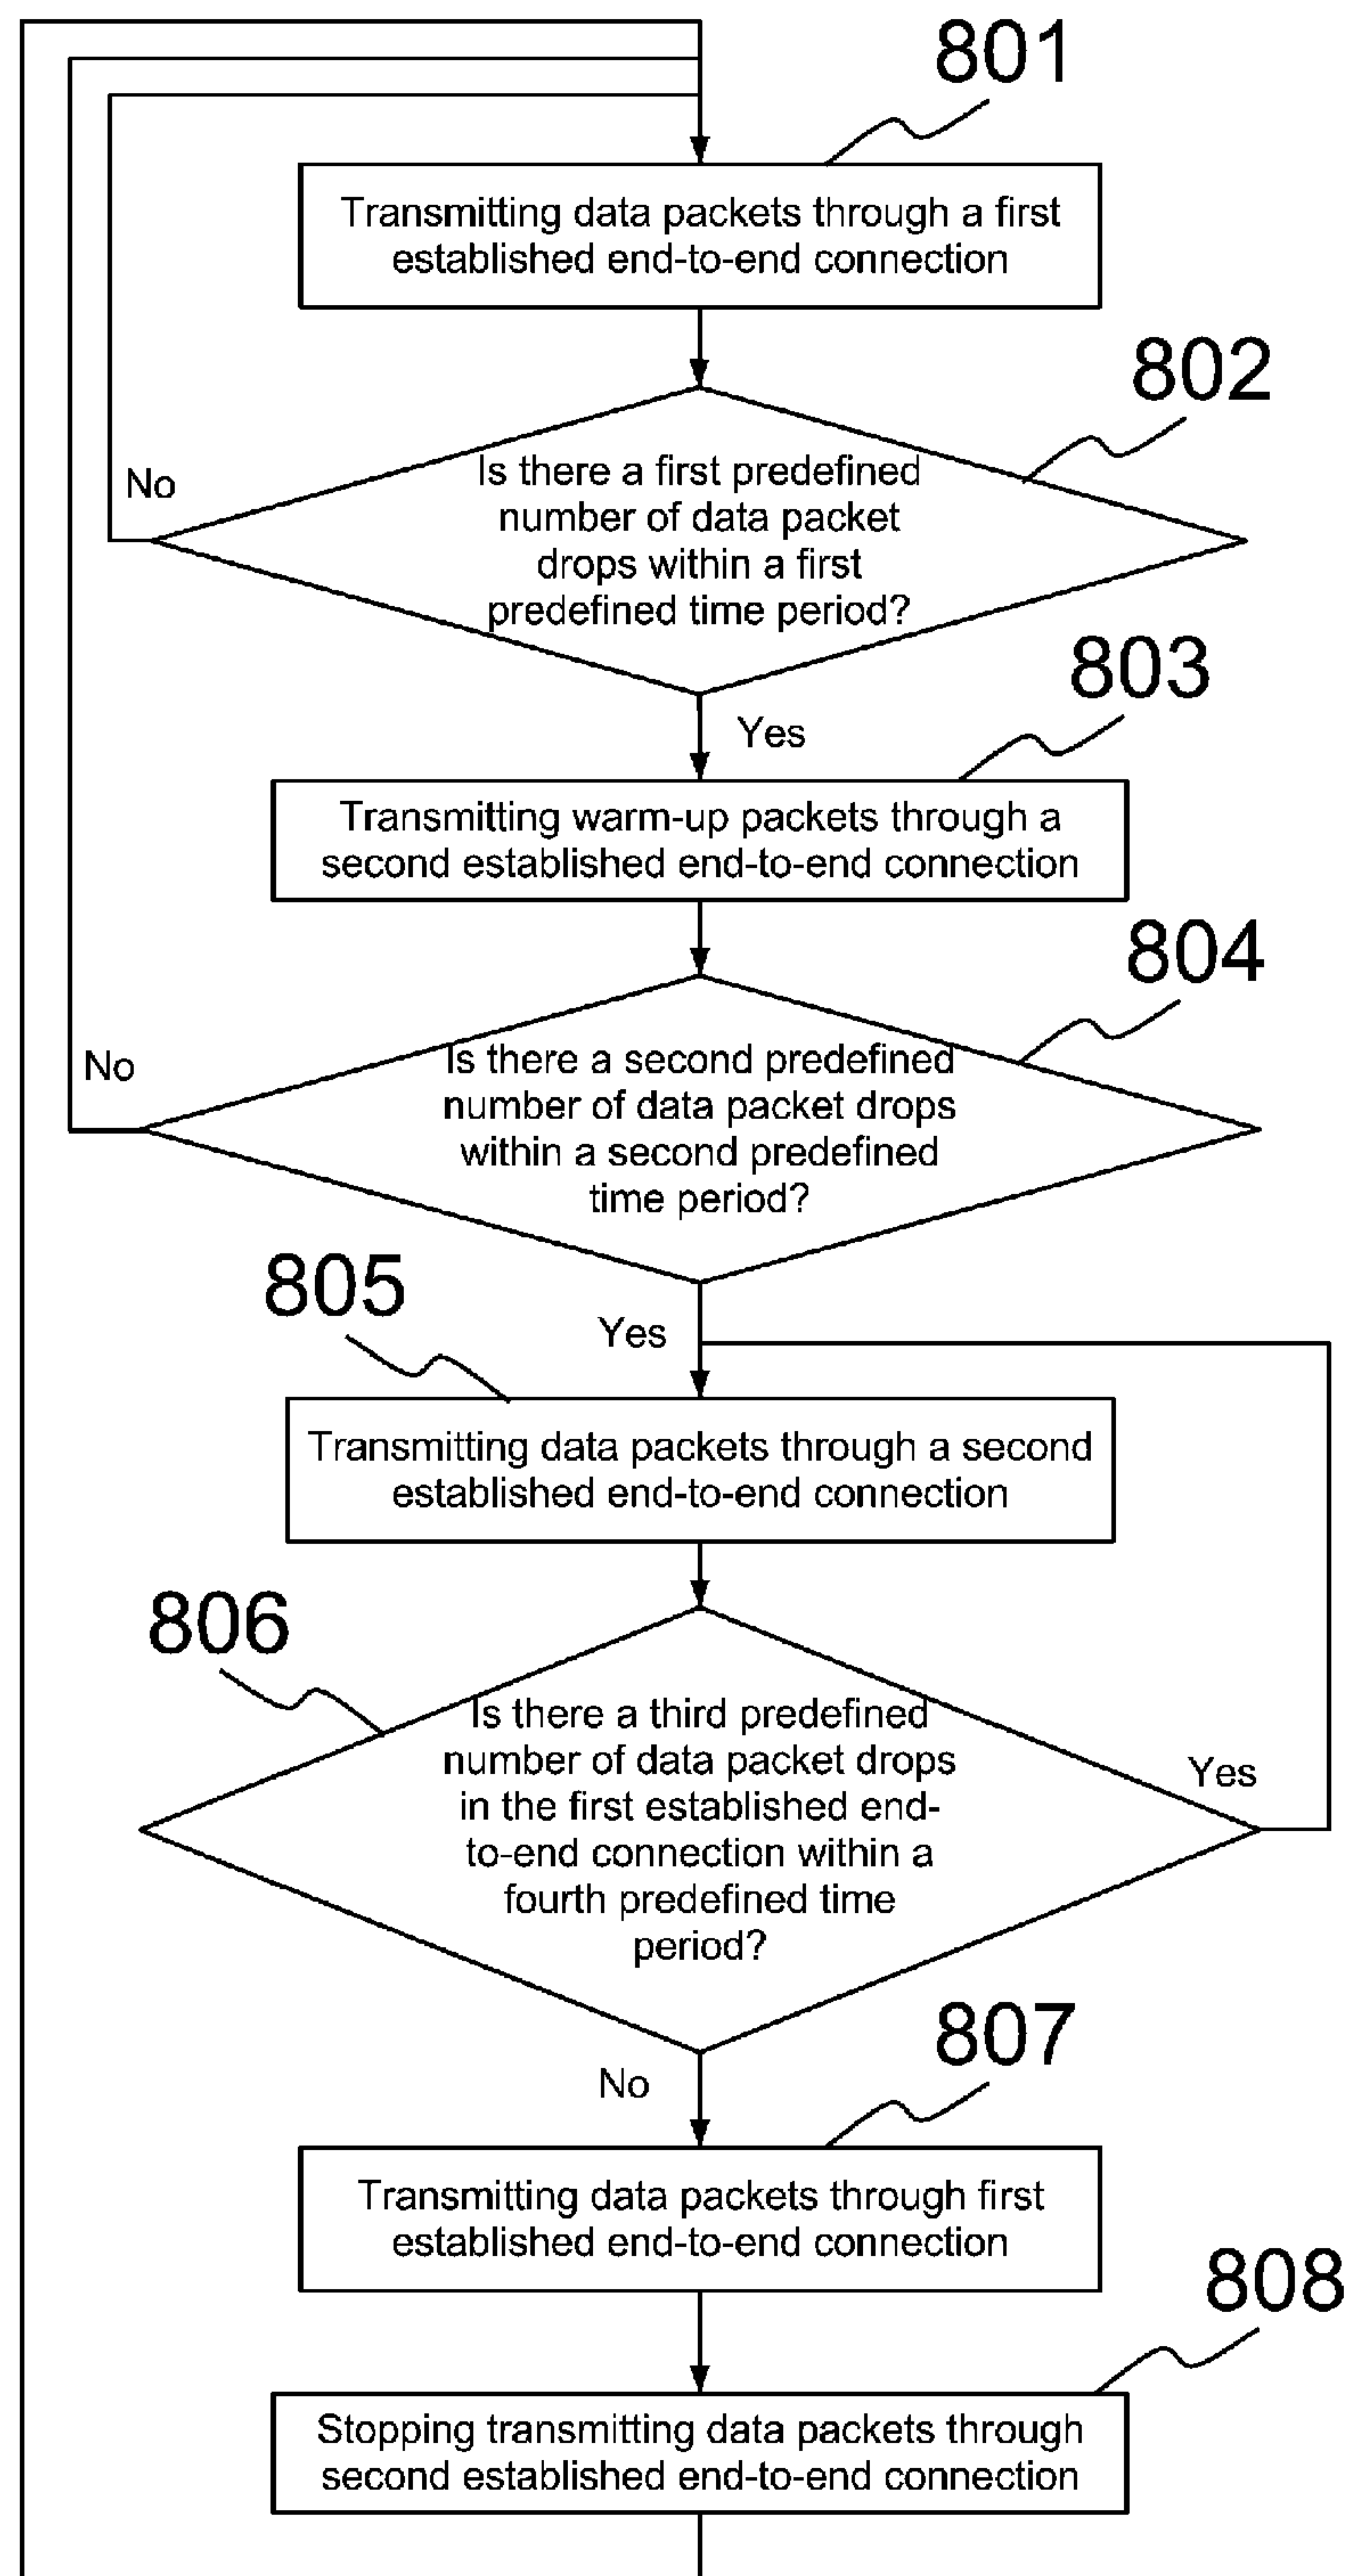 801
Transmitting data packets through a first
established end-to-end connection
802
No
Is there a first predefined
number of data packet
drops within a first
predefined time period?
803
Yes
Transmitting warm-up packets through a
second established end-to-end connection
804
No
Is there a second predefined
number of data packet drops
within a second predefined
time period?
805
Yes
Transmitting data packets through a second
established end-to-end connection
806
Is there a third predefined
number of data packet drops
in the first established end-
to-end connection within a
fourth predefined time
period?
Yes
807
No
Transmitting data packets through first
established end-to-end connection
808
Stopping transmitting data packets through
second established end-to-end connection